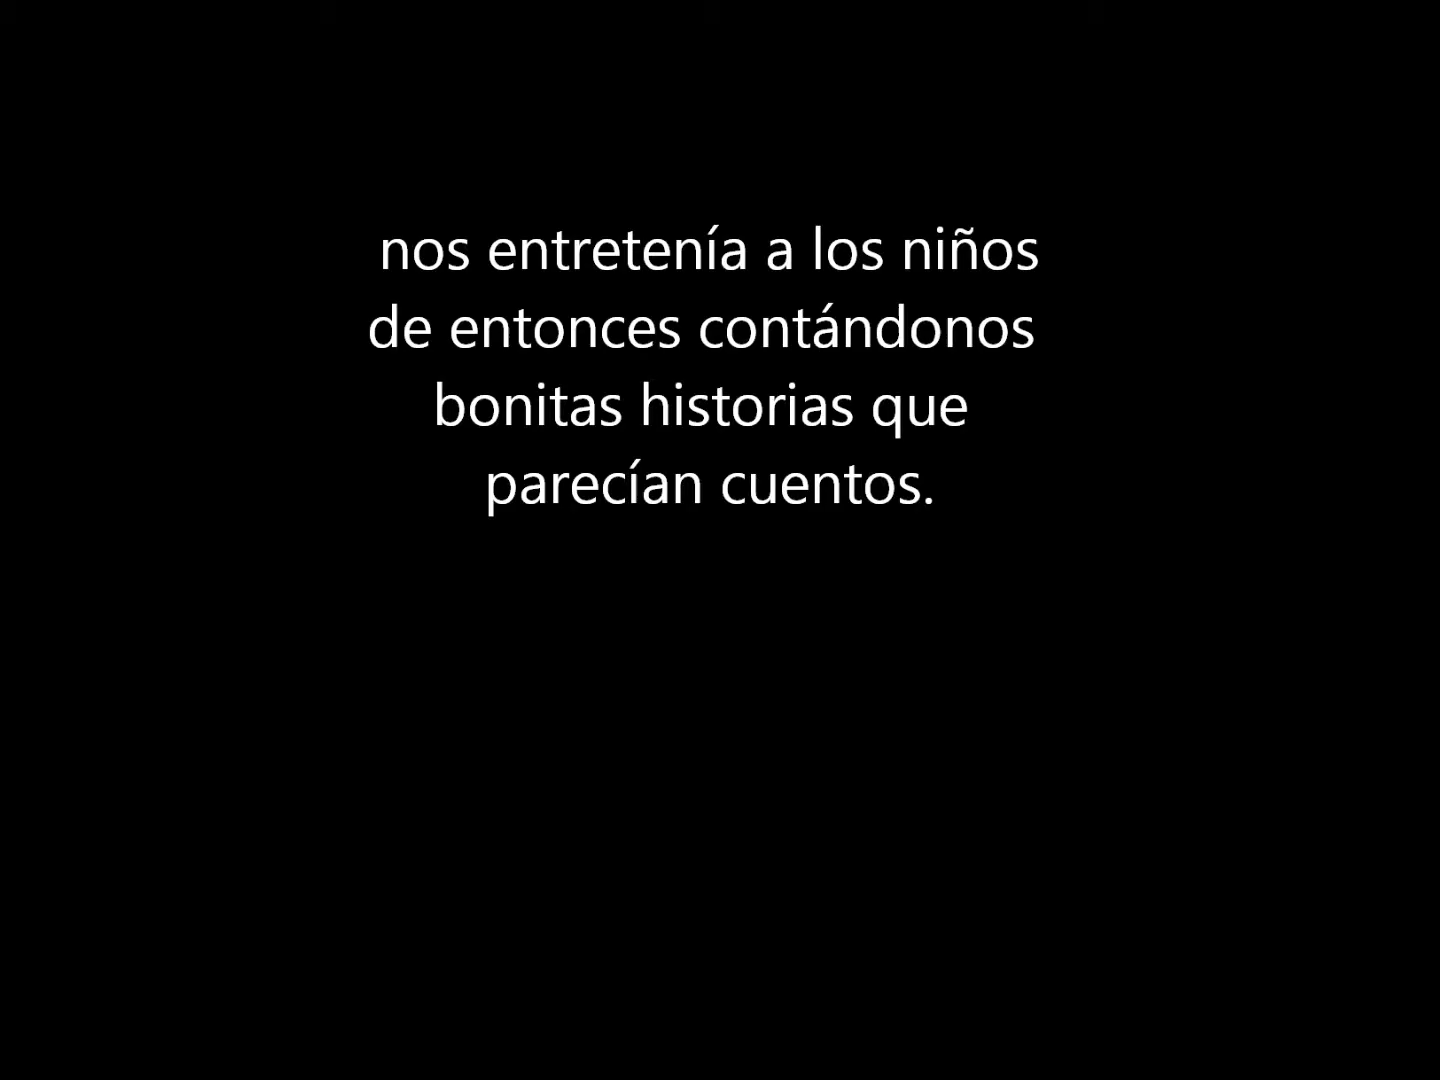 nos entretenía a los niños
de entonces contándonos
bonitas historias que
parecían cuentos.